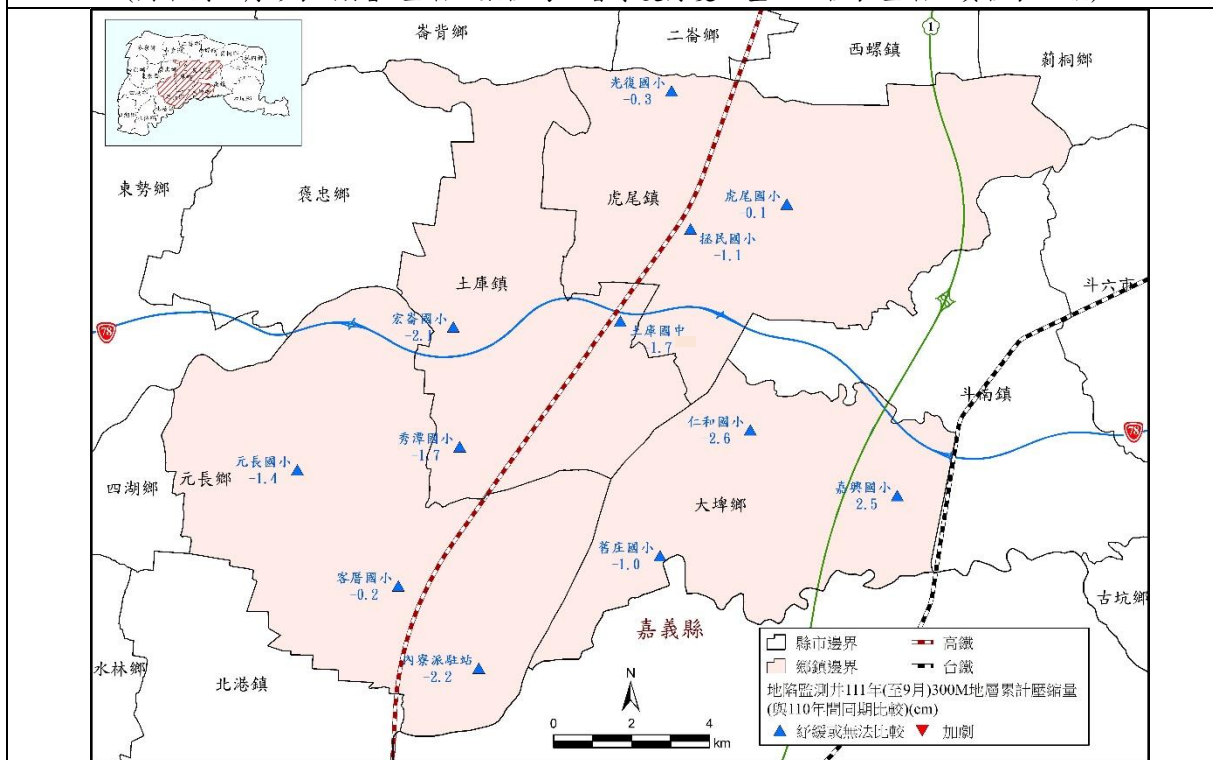 崙背鄉
二崙鄉
西螺鎮
莿桐鄉
1
光復國小
-0.3
東勢鄉
褒忠鄉
虎尾鎮
虎尾國小
-0.1
拯民國小
-1.1
土庫鎮
斗六市
78
宏崙國小
-2.1
土庫國中
1.7
斗南鎮
仁和國小
2.6
78
秀潭國小
-1.7
元長國小
-1.4
四湖鄉
元長鄉
嘉興國小
2.5
大埤鄉
舊庄國小
-1.0
客厝國小
-0.2
古坑鄉
嘉義縣
水林鄉
北港鎮
內寮派駐站
-2.2
N
0 2 4
km
縣市邊界 高鐵
鄉鎮邊界 台鐵
地陷監測井111年(至9月)300M地層累計壓縮量
(與110年間同期比較)(cm)
紓緩或無法比較 加劇